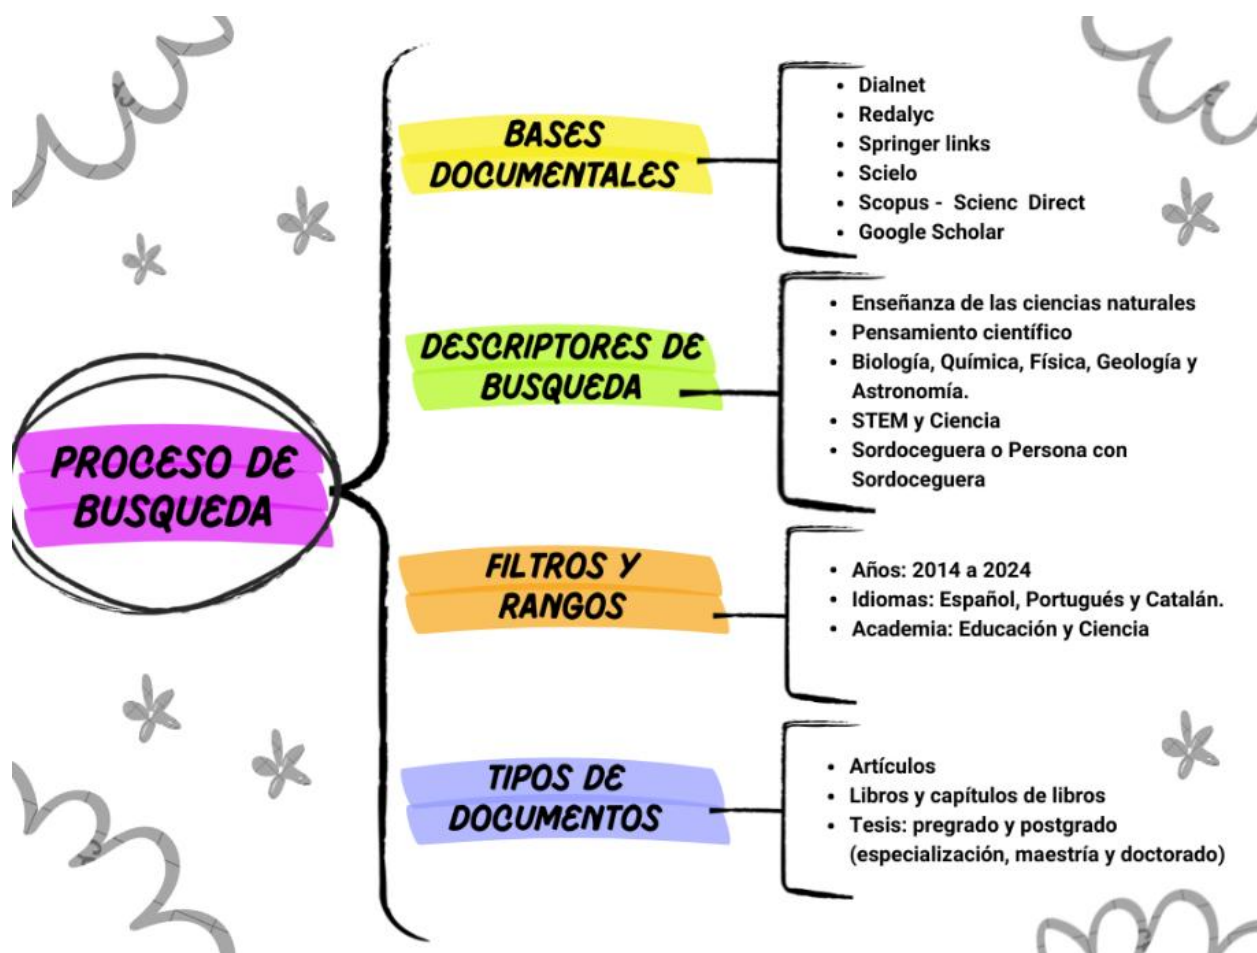 PROCESO DE
BUSQUEDA
BASES
DOCUMENTALES
• Dialnet
• Redalyc
• Springer links
• Scielo
• Scopus - Scienc Direct
• Google Scholar
DESCRIPTORES DE
BUSQUEDA
• Enseñanza de las ciencias naturales
• Pensamiento científico
• Biología, Química, Física, Geología y
Astronomía.
• STEM y Ciencia
• Sordoceguera o Persona con
Sordoceguera
FILTROS Y
RANGOS
• Años: 2014 a 2024
• Idiomas: Español, Portugués y Catalán.
• Academia: Educación y Ciencia
TIPOS DE
DOCUMENTOS
• Artículos
• Libros y capítulos de libros
• Tesis: pregrado y postgrado
(especialización, maestría y doctorado)